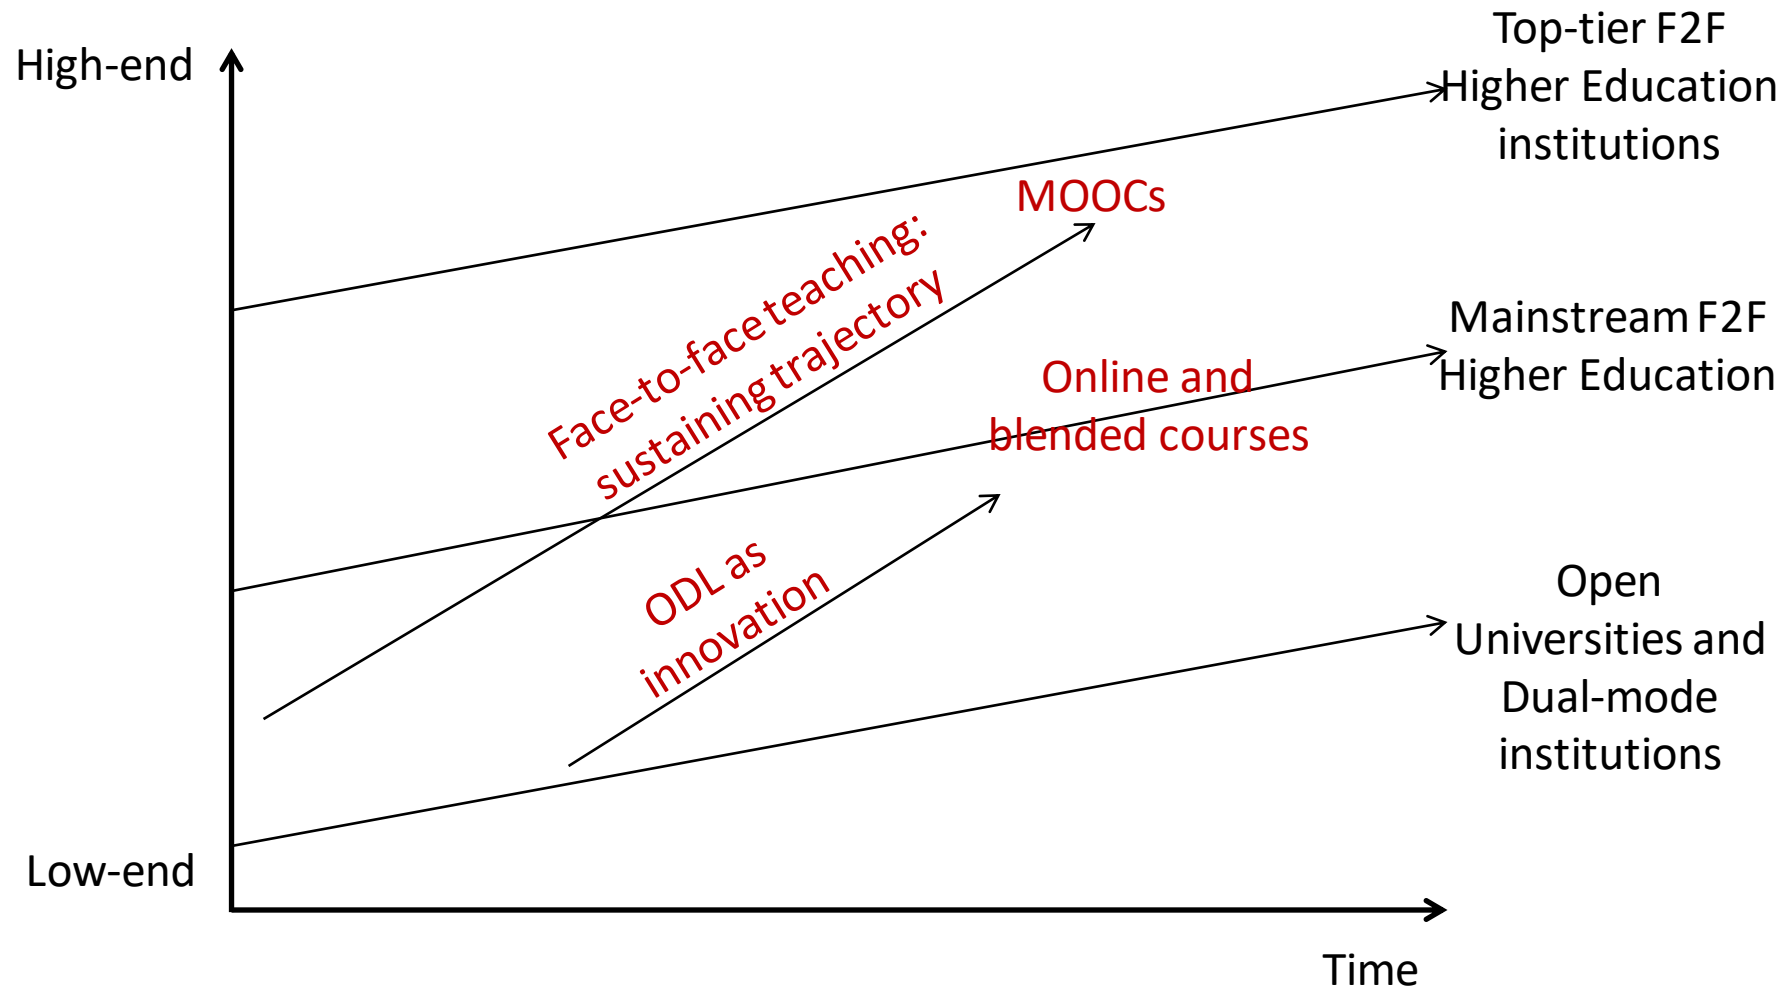 High-end
Top-tier F2F
Higher Education
institutions
MOOCs
Face-to-face teaching:
sustaining trajectory
Mainstream F2F
Higher Education
Online and
blended courses
ODL as
innovation
Open
Universities and
Dual-mode
institutions
Low-end
Time